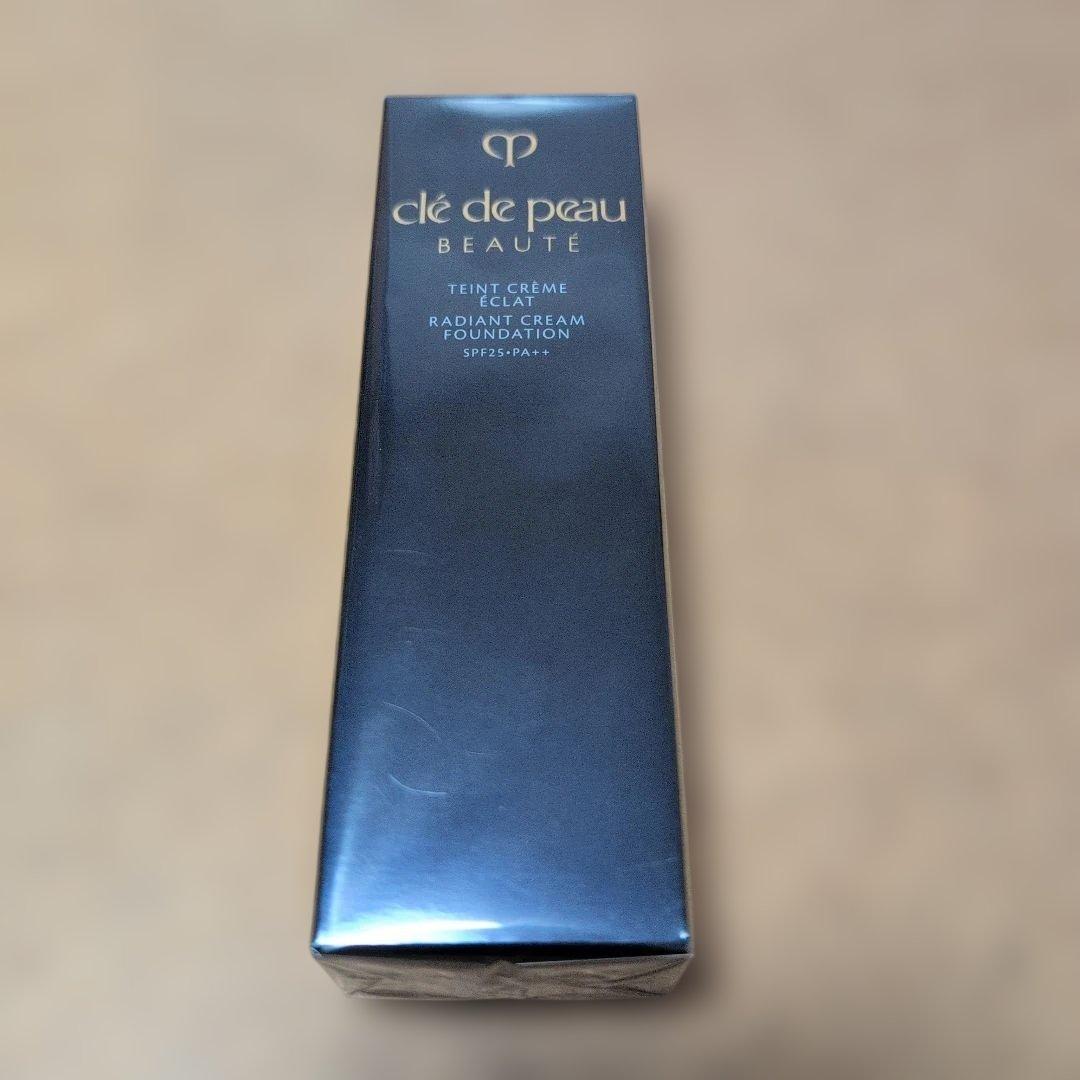 clé de peau
BEAUTÉ
TEINT CRÈME
ÉCLAT
RADIANT CREAM
FOUNDATION
SPF25•PA++